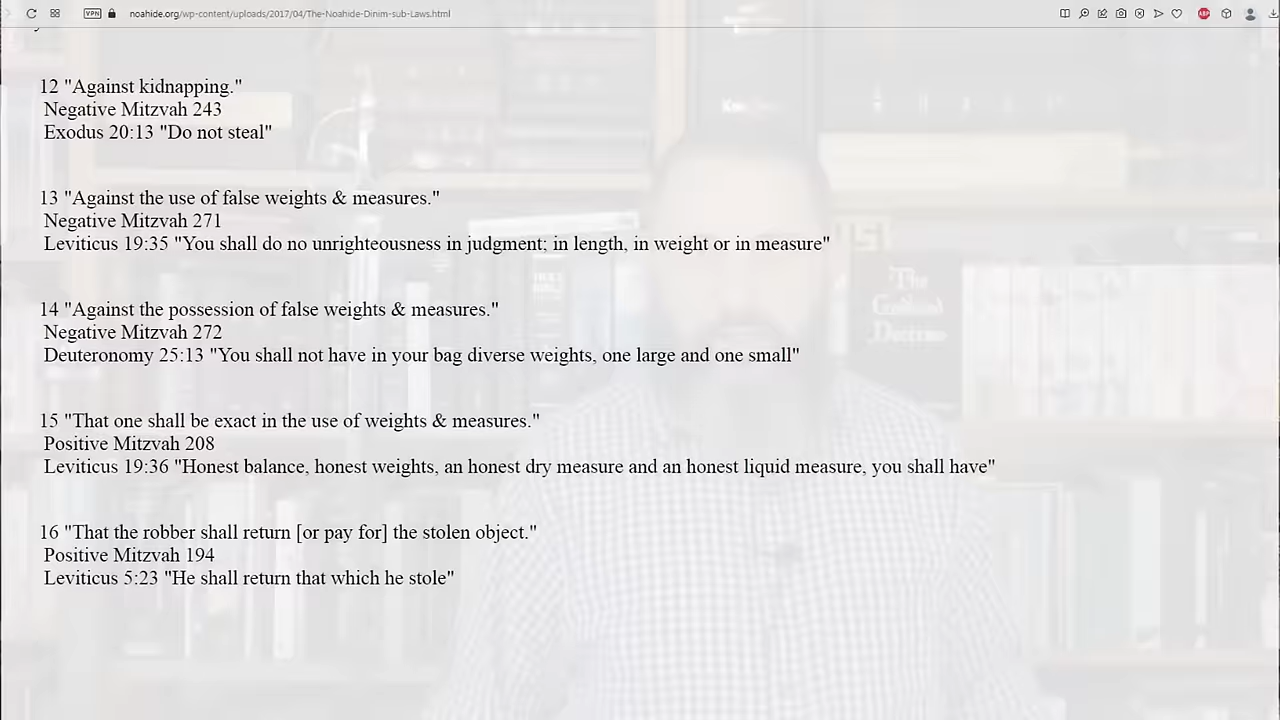 VPN
noahide.org/wp-content/uploads/2017/04/The-Noahide-Dinim-sub-Laws.html
ABP
12 "Against kidnapping."
Negative Mitzvah 243
Exodus 20:13 "Do not steal"
13 "Against the use of false weights & measures."
Negative Mitzvah 271
Leviticus 19:35 "You shall do no unrighteousness in judgment; in length, in weight or in measure"
14 "Against the possession of false weights & measures."
Negative Mitzvah 272
Deuteronomy 25:13 "You shall not have in your bag diverse weights, one large and one small"
15 "That one shall be exact in the use of weights & measures."
Positive Mitzvah 208
Leviticus 19:36 "Honest balance, honest weights, an honest dry measure and an honest liquid measure, you shall have"
16 "That the robber shall return [or pay for] the stolen object."
Positive Mitzvah 194
Leviticus 5:23 "He shall return that which he stole"
The